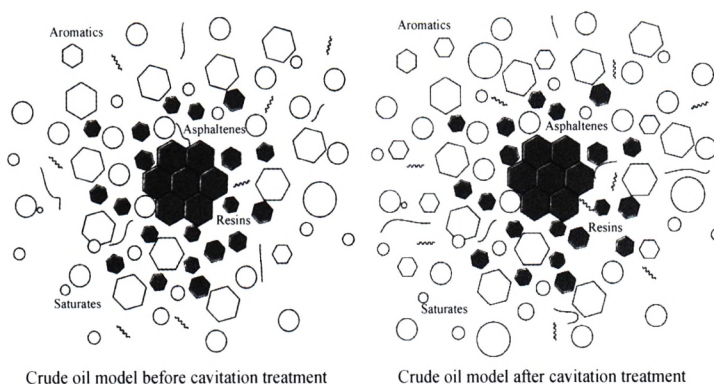 Aromatics
Asphaltenes
Resins
Saturates
Crude oil model before cavitation treatment
Aromatics
Asphaltenes
Resins
Saturates
Crude oil model after cavitation treatment